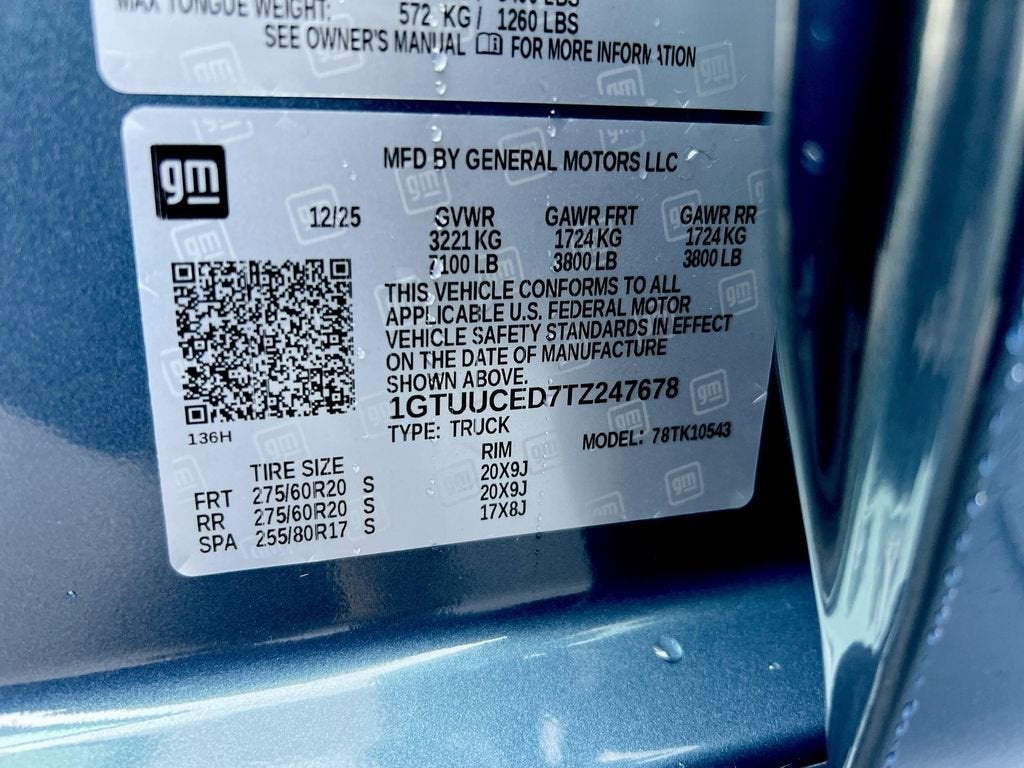 MAX TONGUE WEIGHT: 572 KG/ 1260 LBS
SEE OWNER'S MANUAL FOR MORE INFORMATION
gm
MFD BY GENERAL MOTORS LLC
12/25 GVWR GAWR FRT GAWR RR
3221 KG 1724 KG 1724 KG
7100 LB 3800 LB 3800 LB
THIS VEHICLE CONFORMS TO ALL
APPLICABLE U.S. FEDERAL MOTOR
VEHICLE SAFETY STANDARDS IN EFFECT
ON THE DATE OF MANUFACTURE
SHOWN ABOVE.
1GTUUCED7TZ247678
TYPE: TRUCK
MODEL: 78TK10543
136H
TIRE SIZE RIM
FRT 275/60R20 S 20X9J
RR 275/60R20 S 20X9J
SPA 255/80R17 S 17X8J